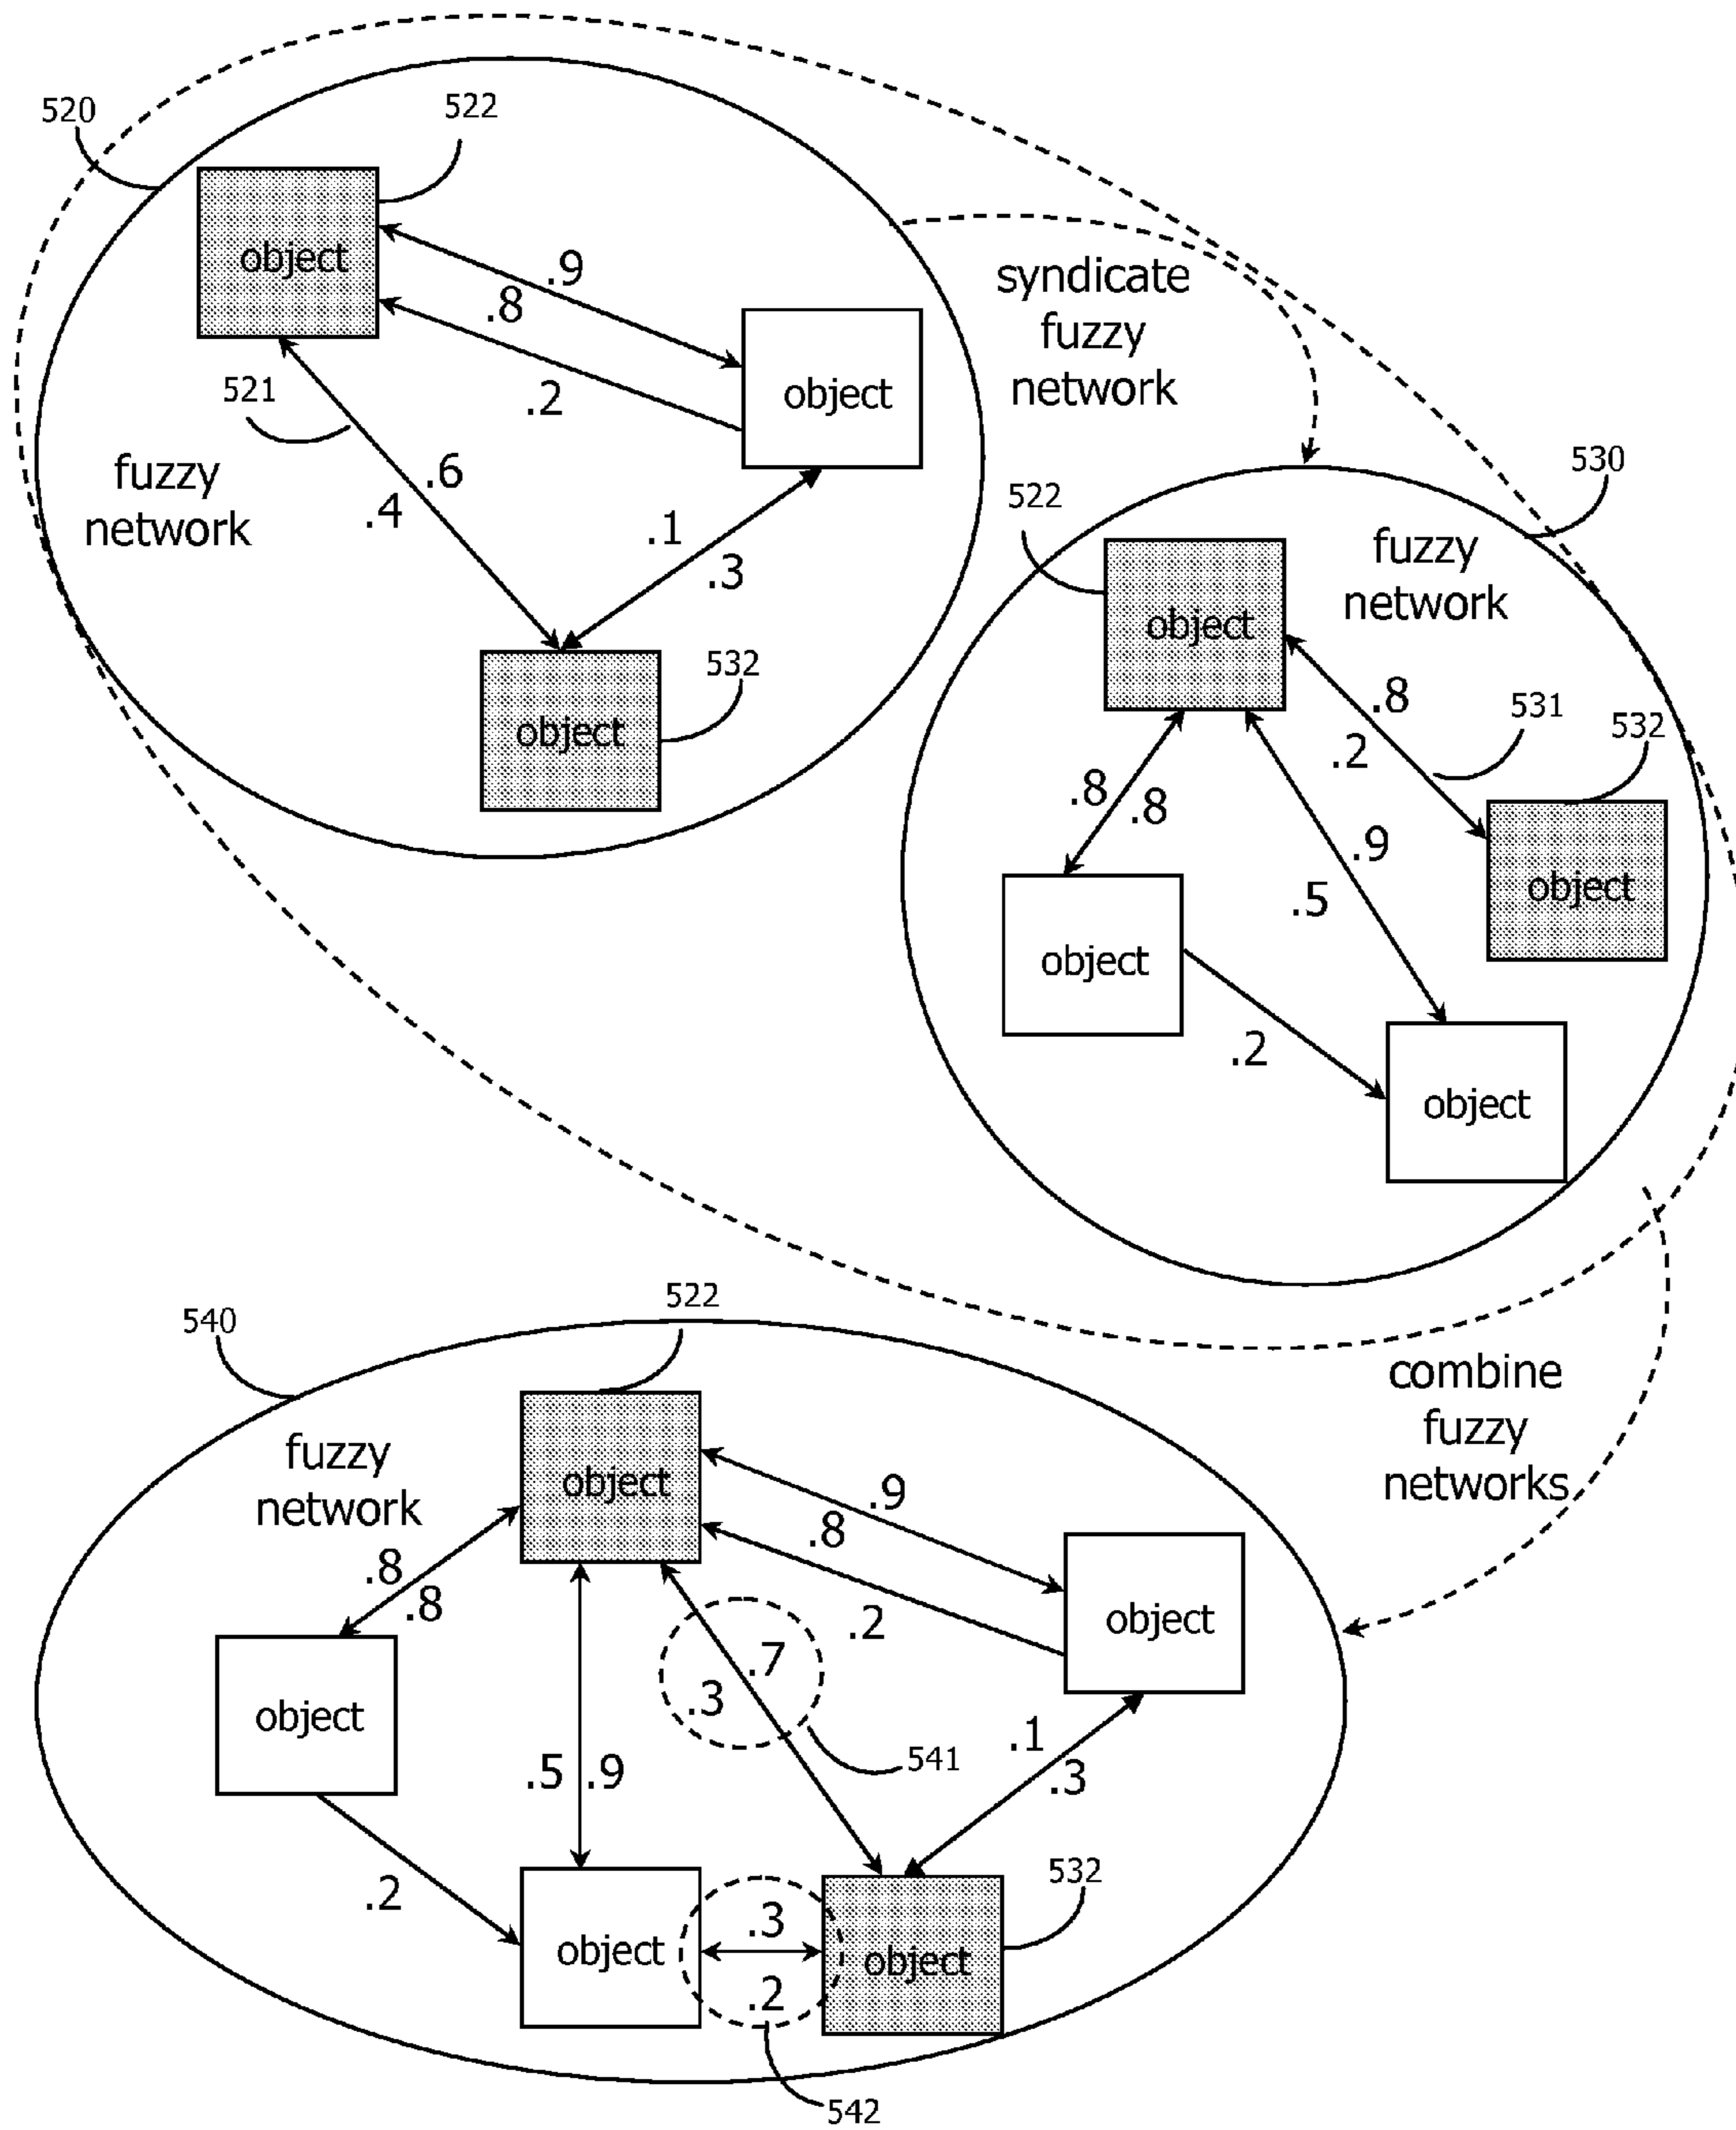 520
522
object
.9
.8
.2
object
521
fuzzy
network
.6
.4
.1
.3
object
532
syndicate
fuzzy
network
530
522
fuzzy
network
object
.8
.2
531
532
object
.8
.8
.9
.5
object
.2
object
combine
fuzzy
networks
540
522
fuzzy
network
object
.9
.8
.2
object
.8
.8
object
.7
.3
541
.1
.3
.5
.9
.2
object
.3
.2
object
532
542